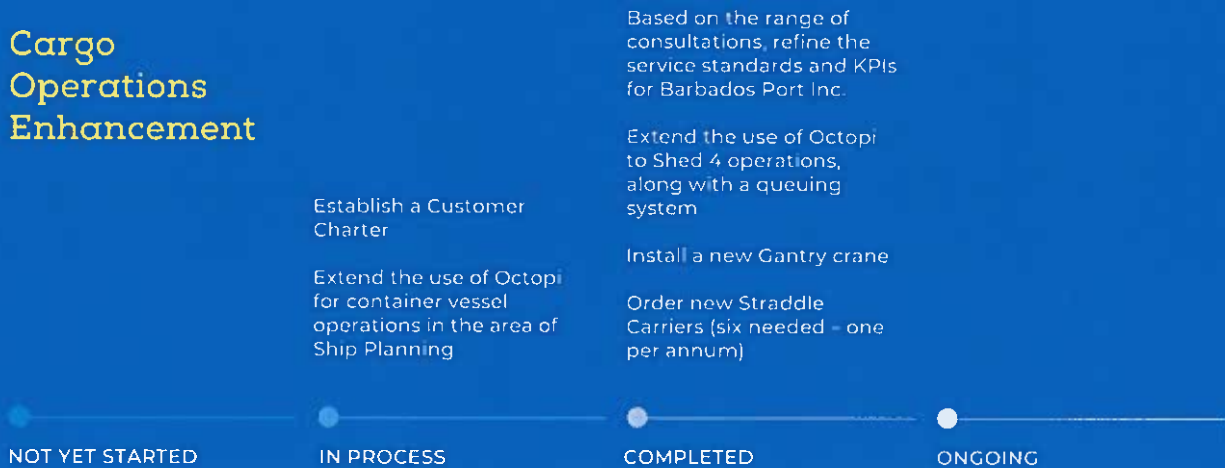 Cargo
Operations
Enhancement
Establish a Customer
Charter
Extend the use of Octopi
for container vessel
operations in the area of
Ship Planning
Based on the range of
consultations, refine the
service standards and KPIs
for Barbados Port Inc.
Extend the use of Octopi
to Shed 4 operations,
along with a queuing
system
Install a new Gantry crane
Order new Straddle
Carriers (six needed – one
per annum)
NOT YET STARTED
IN PROCESS
COMPLETED
ONGOING